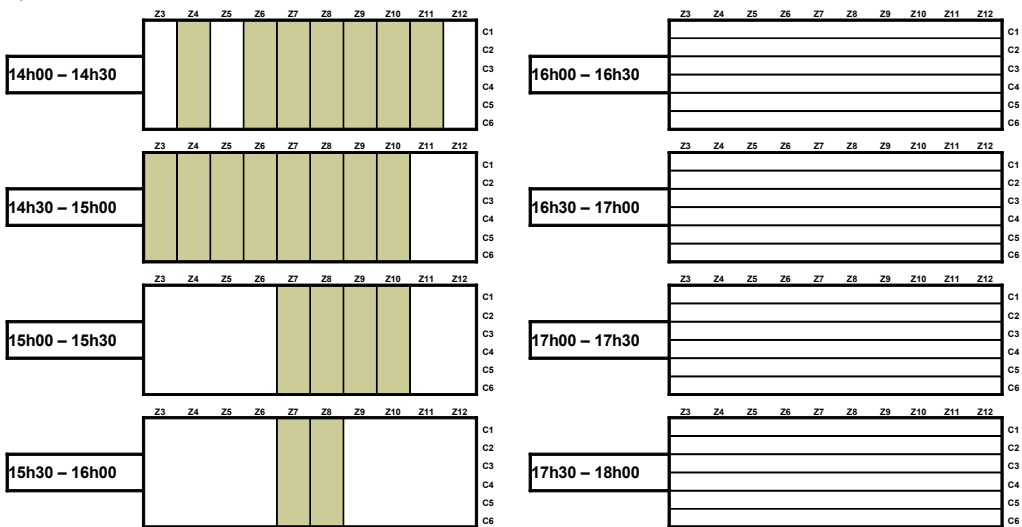 Z3 Z4 Z5 Z6 Z7 Z8 Z9 Z10 Z11 Z12
C1
C2
14h00 – 14h30
C3
C4
C5
C6
Z3 Z4 Z5 Z6 Z7 Z8 Z9 Z10 Z11 Z12
C1
C2
14h30 – 15h00
C3
C4
C5
C6
Z3 Z4 Z5 Z6 Z7 Z8 Z9 Z10 Z11 Z12
C1
C2
15h00 – 15h30
C3
C4
C5
C6
Z3 Z4 Z5 Z6 Z7 Z8 Z9 Z10 Z11 Z12
C1
C2
15h30 – 16h00
C3
C4
C5
C6
Z3 Z4 Z5 Z6 Z7 Z8 Z9 Z10 Z11 Z12
C1
C2
16h00 – 16h30
C3
C4
C5
C6
Z3 Z4 Z5 Z6 Z7 Z8 Z9 Z10 Z11 Z12
C1
C2
16h30 – 17h00
C3
C4
C5
C6
Z3 Z4 Z5 Z6 Z7 Z8 Z9 Z10 Z11 Z12
C1
C2
17h00 – 17h30
C3
C4
C5
C6
Z3 Z4 Z5 Z6 Z7 Z8 Z9 Z10 Z11 Z12
C1
C2
17h30 – 18h00
C3
C4
C5
C6